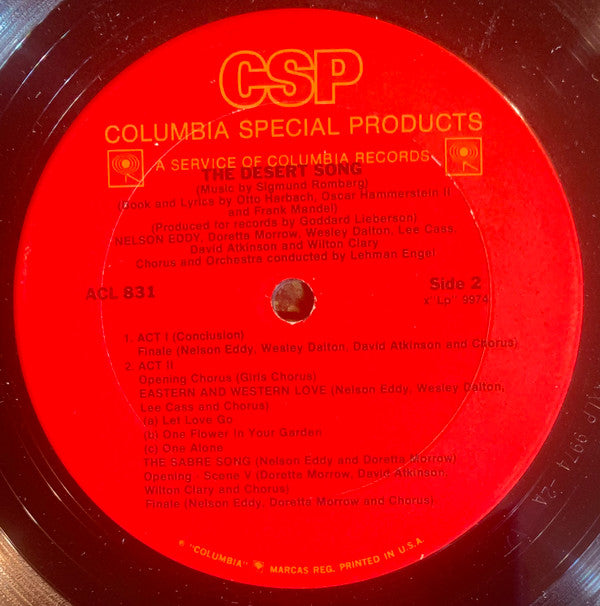 CSP
COLUMBIA SPECIAL PRODUCTS
A SERVICE OF COLUMBIA RECORDS
THE DESERT SONG
(Music by Sigmund Romberg)
(Book and Lyrics by Otto Harbach, Oscar Hammerstein II
and Frank Mandel)
(Produced for records by Goddard Lieberson)
NELSON EDDY, Doretta Morrow, Wesley Dalton, Lee Cass,
David Atkinson and Wilton Clary
Chorus and Orchestra conducted by Lehman Engel
ACL 831
Side 2
x"Lp" 9974
1. ACT I (Conclusion)
Finale (Nelson Eddy, Wesley Dalton, David Atkinson and Chorus)
2. ACT II
Opening Chorus (Girls Chorus)
EASTERN AND WESTERN LOVE (Nelson Eddy, Wesley Dalton,
Lee Cass and Chorus)
(a) Let Love Go
(b) One Flower In Your Garden
(c) One Alone
THE SABRE SONG (Nelson Eddy and Doretta Morrow)
Opening - Scene V (Doretta Morrow, David Atkinson,
Wilton Clary and Chorus)
Finale (Nelson Eddy, Doretta Morrow and Chorus)
® "COLUMBIA" MARCAS REG. PRINTED IN U.S.A.
XLP 9974-2A